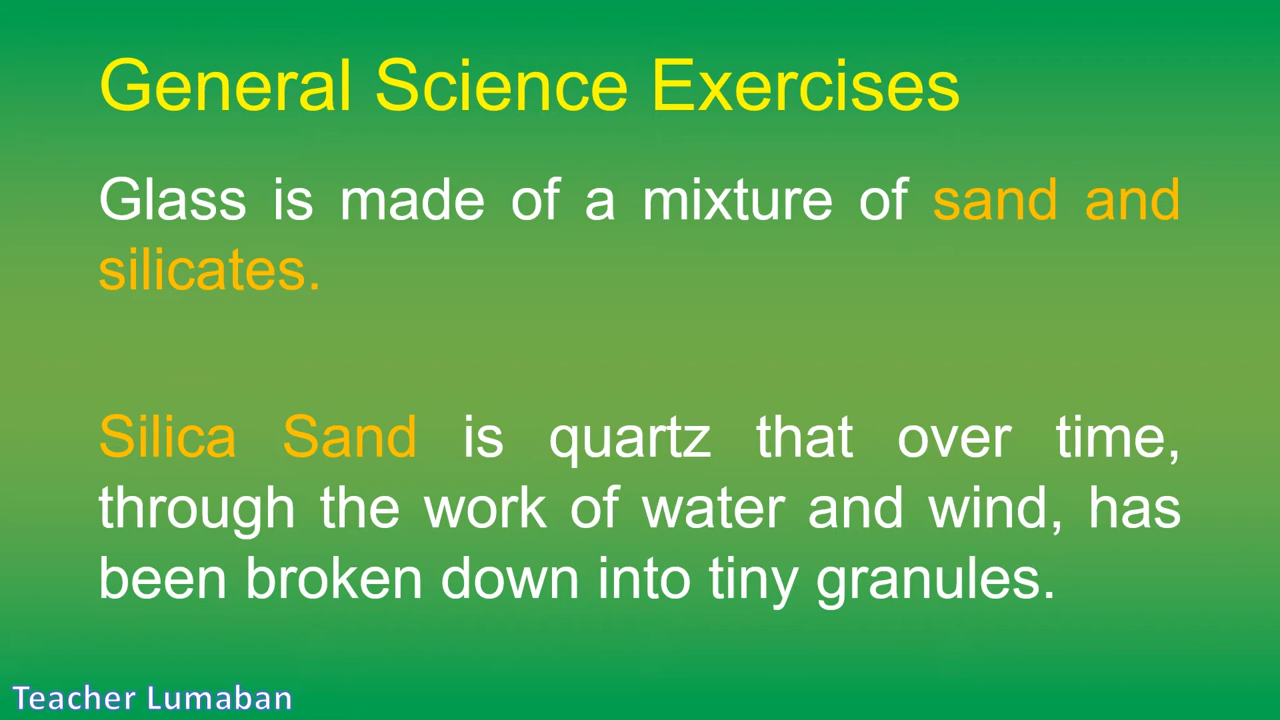 General Science Exercises
Glass is made of a mixture of sand and
silicates.
Silica Sand is quartz that over time,
through the work of water and wind, has
been broken down into tiny granules.
Teacher Lumaban